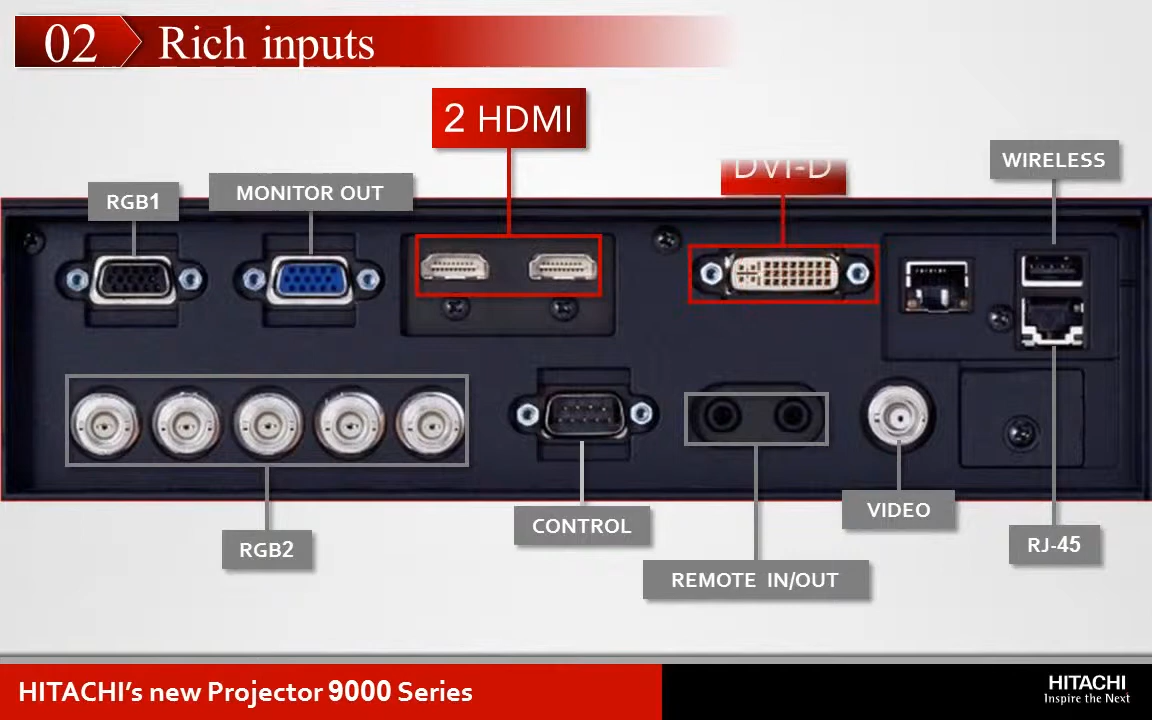 02 Rich inputs
2 HDMI
DVI-D
WIRELESS
RGB1
MONITOR OUT
CONTROL
VIDEO
RGB2
RJ-45
REMOTE IN/OUT
HITACHI's new Projector 9000 Series
HITACHI
Inspire the Next